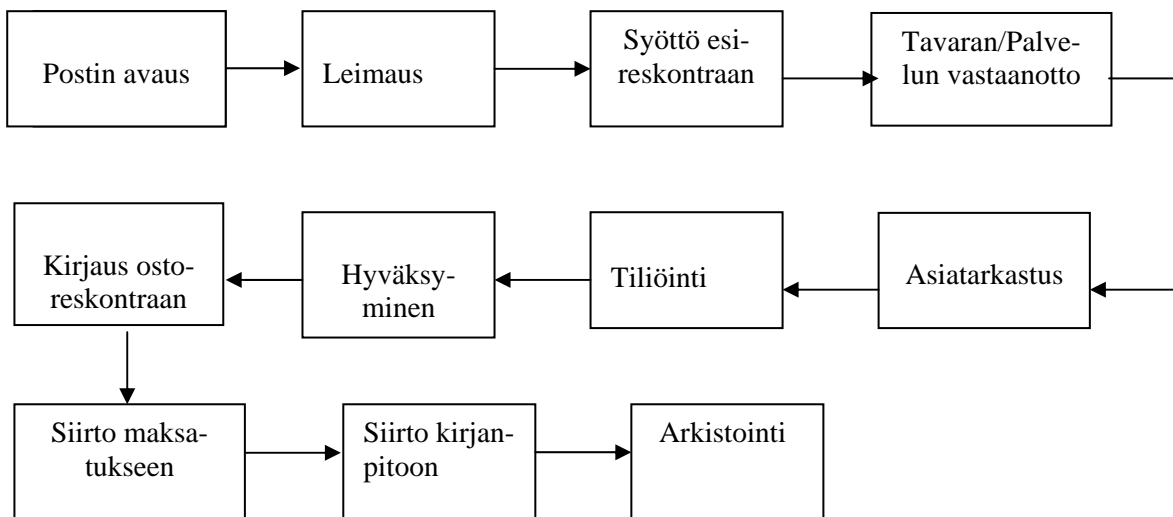 Postin avaus
Leimaus
Syöttö esi-
reskontraan
Tavaran/Palve-
lun vastaanotto
Asiatarkastus
Tiliöinti
Hyväksy-
minen
Kirjaus osto-
reskontraan
Siirto maksa-
tukseen
Siirto kirjan-
pitoon
Arkistointi